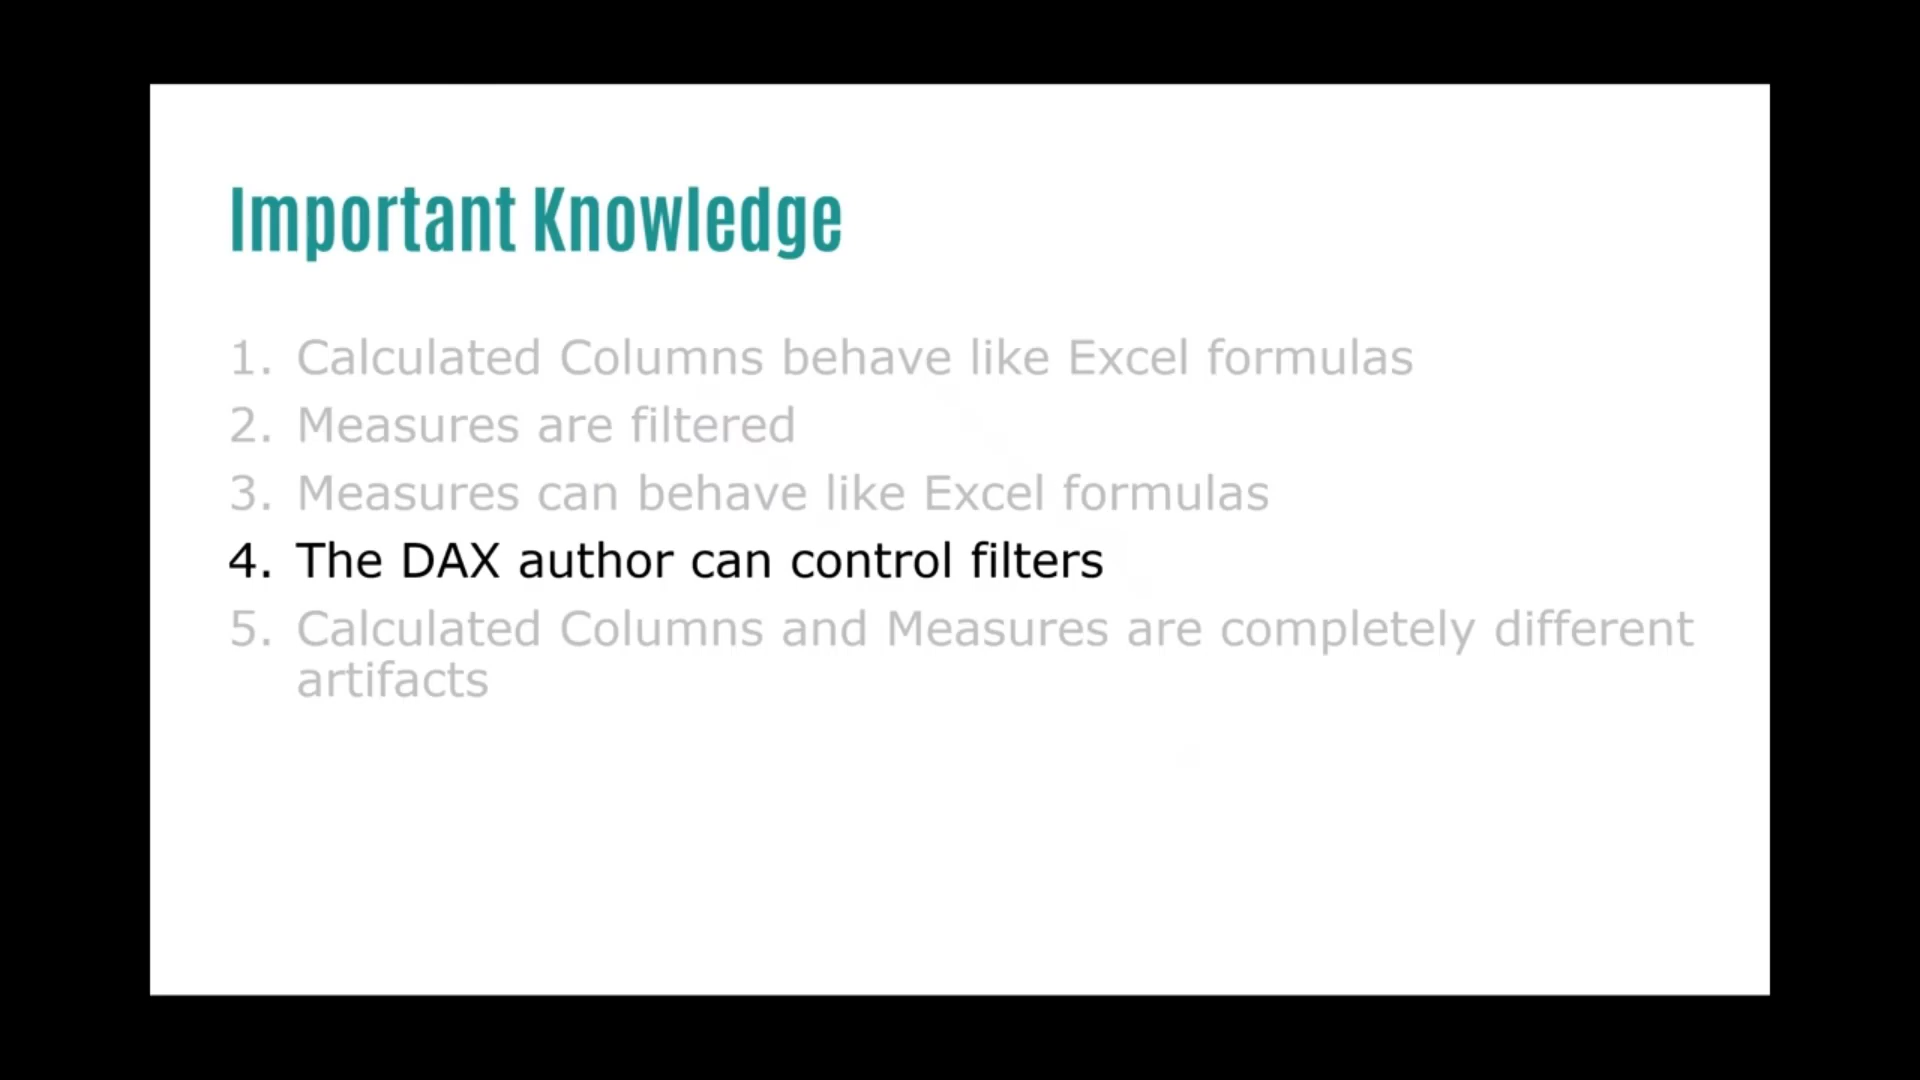 Important Knowledge
1. Calculated Columns behave like Excel formulas
2. Measures are filtered
3. Measures can behave like Excel formulas
4. The DAX author can control filters
5. Calculated Columns and Measures are completely different
artifacts